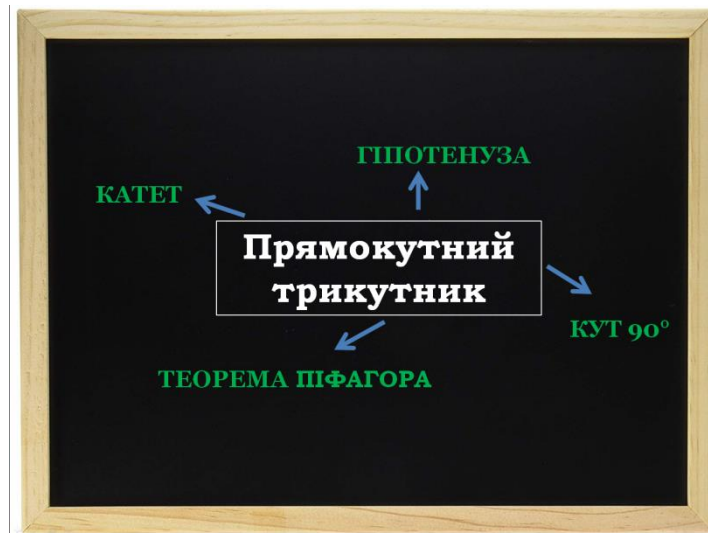 ГІПОТЕНУЗА
КАТЕТ
Прямокутний
трикутник
КУТ 90°
ТЕОРЕМА ПІФАГОРА